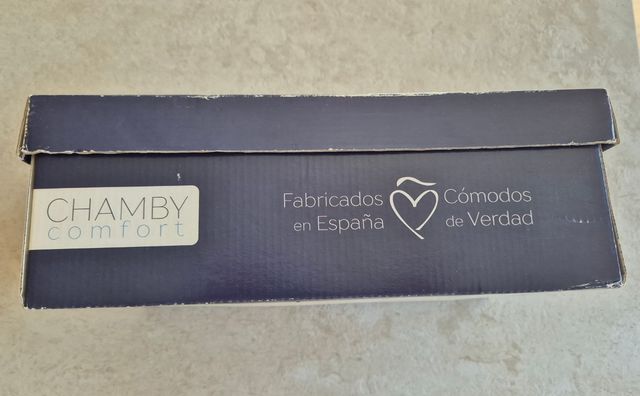 CHAMBY
comfort
Fabricados
en España
Cómodos
de Verdad